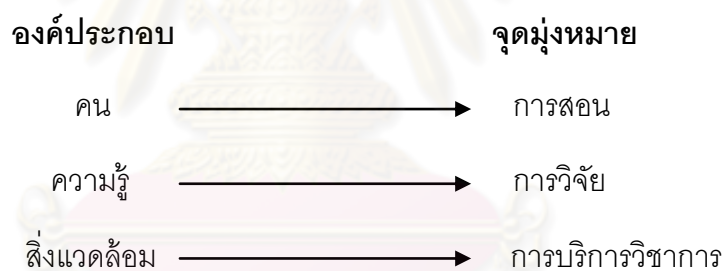 องค์ประกอบ จุดมุ่งหมาย
คน การสอน
ความรู้ การวิจัย
สิ่งแวดล้อม การบริการวิชาการ